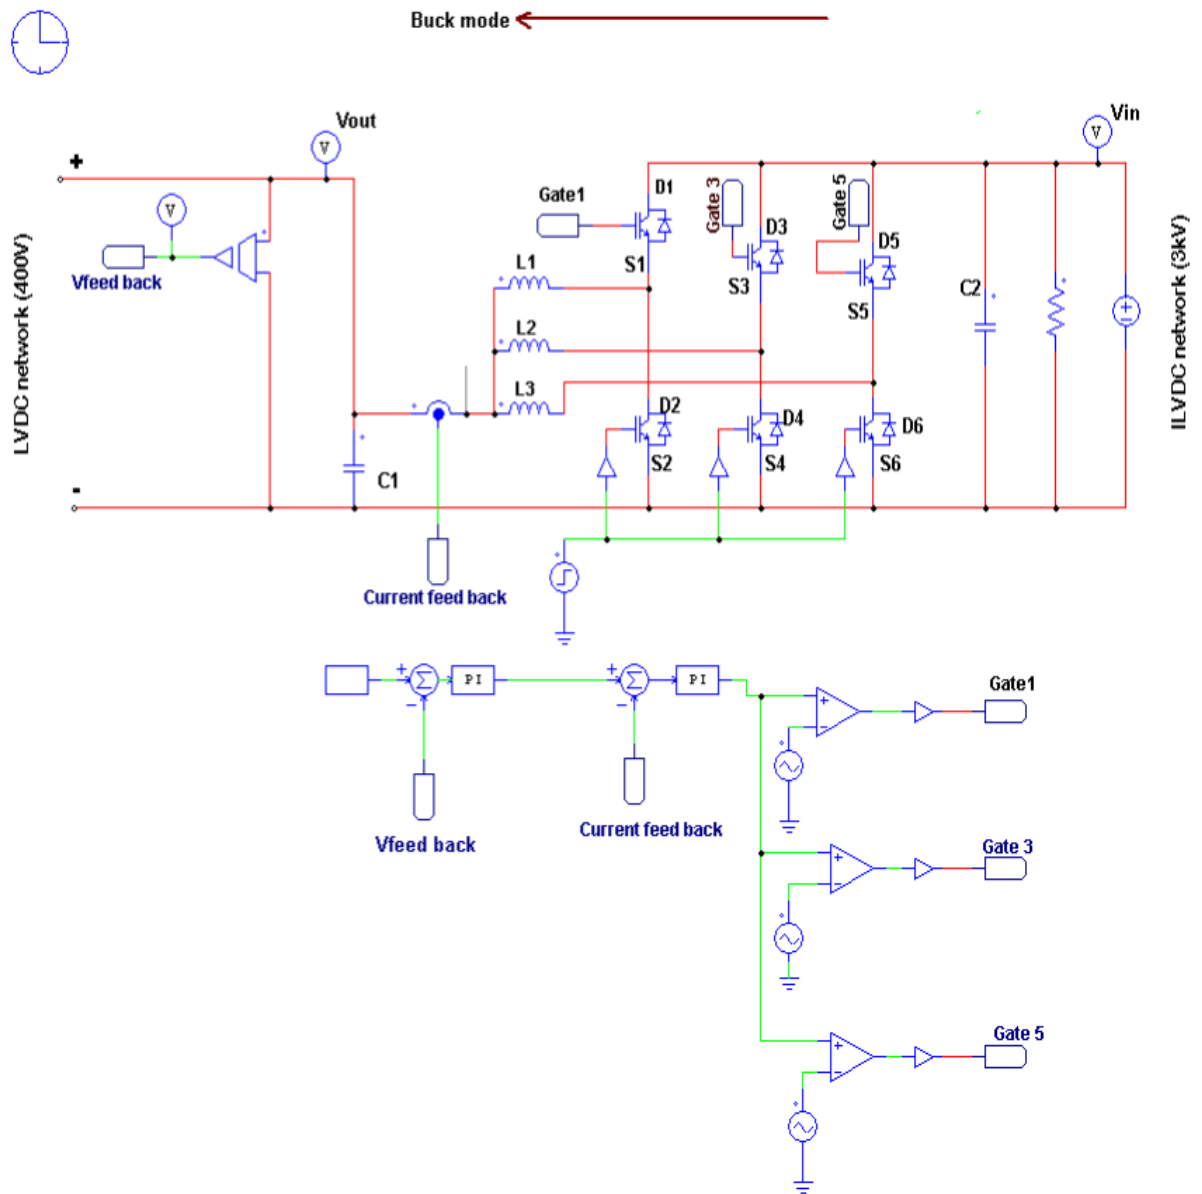 Buck mode
Vout
Vin
+
V
V
V
Gate1
D1
Gate 3
Gate 5
D3
D5
Vfeed back
L1
S1
S3
S5
C2
LVDC network (400V)
ILVDC network (3kV)
L2
L3
D2
D4
D6
S2
S4
S6
C1
-
Current feed back
+
Σ
PI
+
Σ
PI
-
-
Vfeed back
Current feed back
+
-
Gate1
+
-
Gate 3
+
-
Gate 5